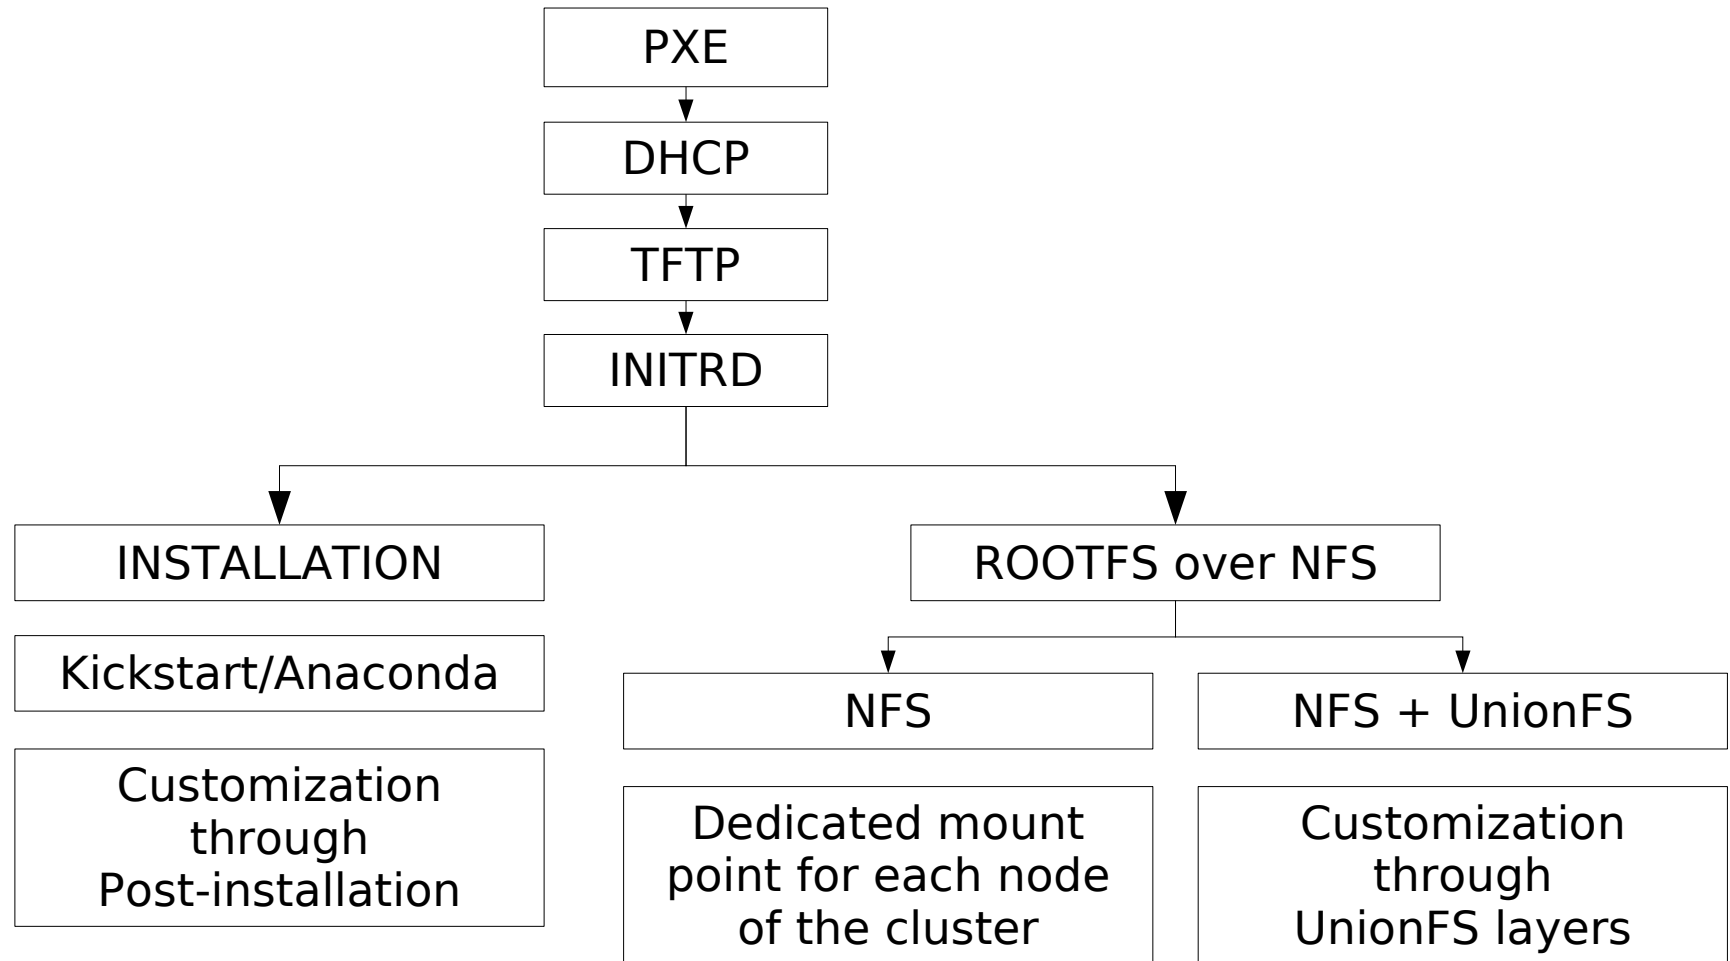 PXE
DHCP
TFTP
INITRD
INSTALLATION
Kickstart/Anaconda
Customization
through
Post-installation
ROOTFS over NFS
NFS
Dedicated mount
point for each node
of the cluster
NFS + UnionFS
Customization
through
UnionFS layers